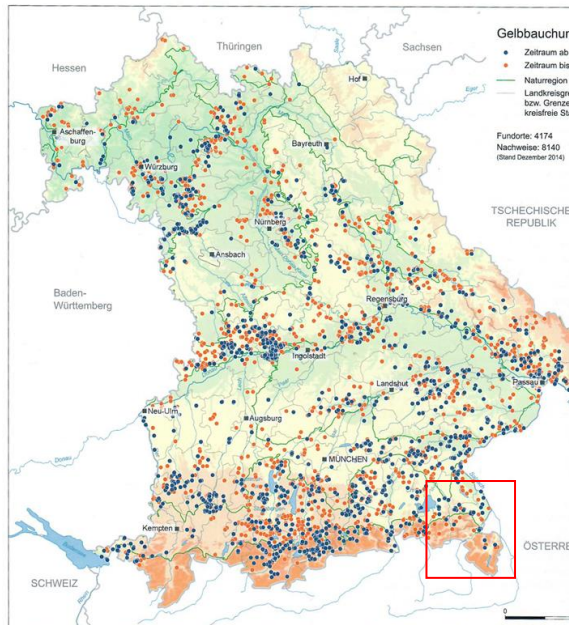 Thüringen
Sachsen
Hessen
Gelbbauchun
Zeitraum ab
Zeitraum bis
Naturregion
Landkreisgr
bzw. Grenze
kreisfreie Sta
Fundorte: 4174
Nachweise: 8140
(Stand Dezember 2014)
Hof
Aschaffen-
burg
Bayreuth
Würzburg
TSCHECHISCHE
REPUBLIK
Nürnberg
Ansbach
Baden-
Württemberg
Regensburg
Ingolstadt
Passau
Landshut
Neu-Ulm
Augsburg
MÜNCHEN
Donau
Kempten
ÖSTERRE
SCHWEIZ
0